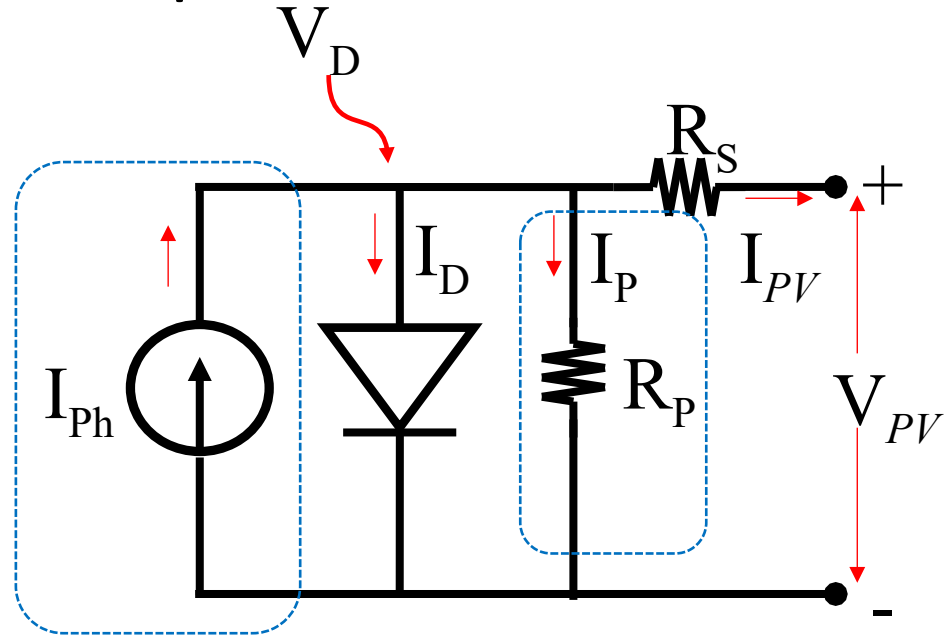 V_D
R_S
+
I_D
I_P
I_PV
I_Ph
R_P
V_PV
-